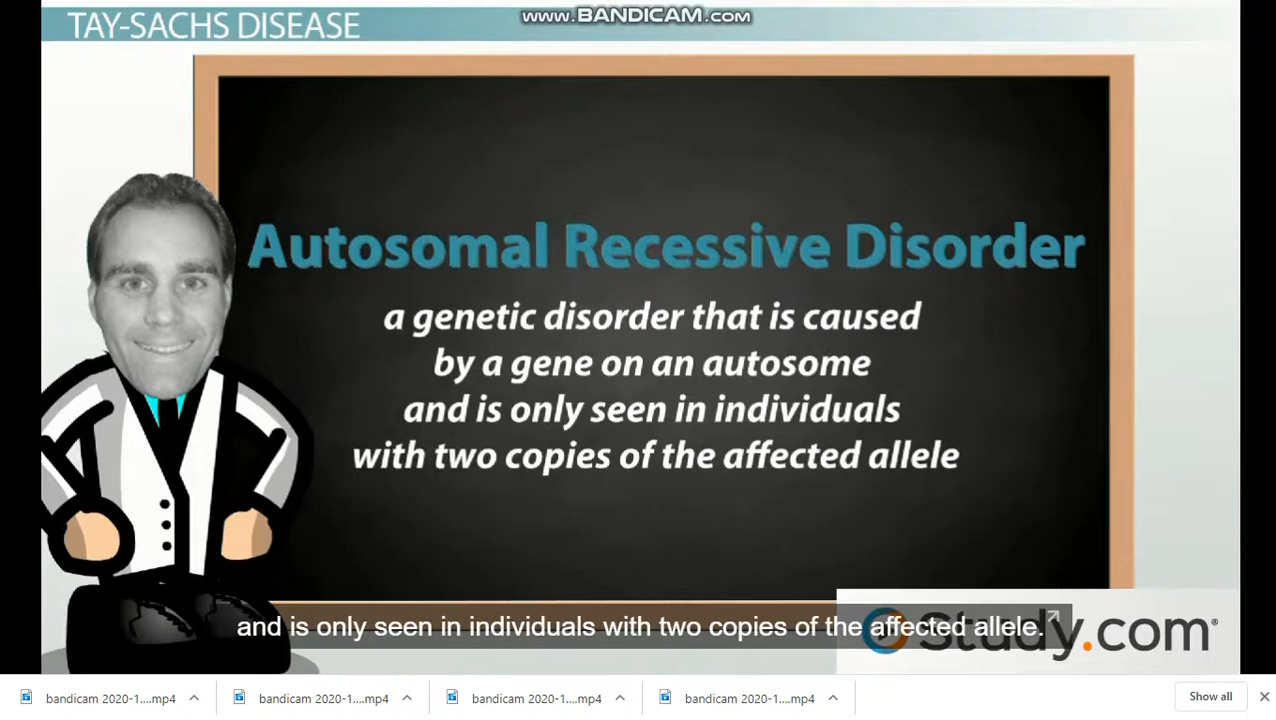 TAY-SACHS DISEASE
www.BANDICAM.com
Autosomal Recessive Disorder
a genetic disorder that is caused
by a gene on an autosome
and is only seen in individuals
with two copies of the affected allele
and is only seen in individuals with two copies of the affected allele.
Study.com®
bandicam 2020-1....mp4
bandicam 2020-1....mp4
bandicam 2020-1....mp4
bandicam 2020-1....mp4
Show all